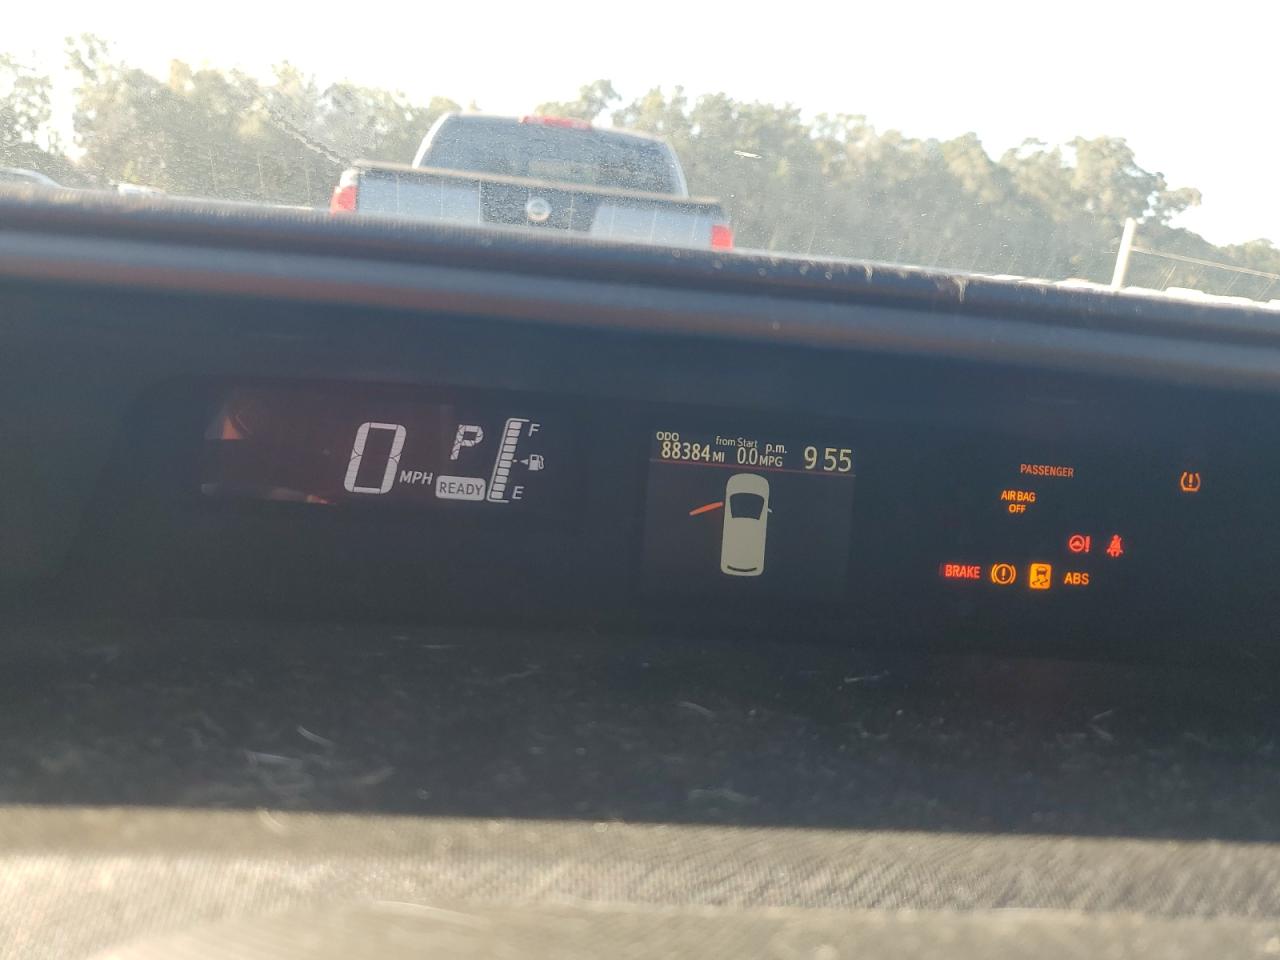 0 MPH
P
READY
F
E
ODO
88384 MI
from Start
0.0 MPG
p.m.
9 55
PASSENGER
AIR BAG
OFF
BRAKE
ABS